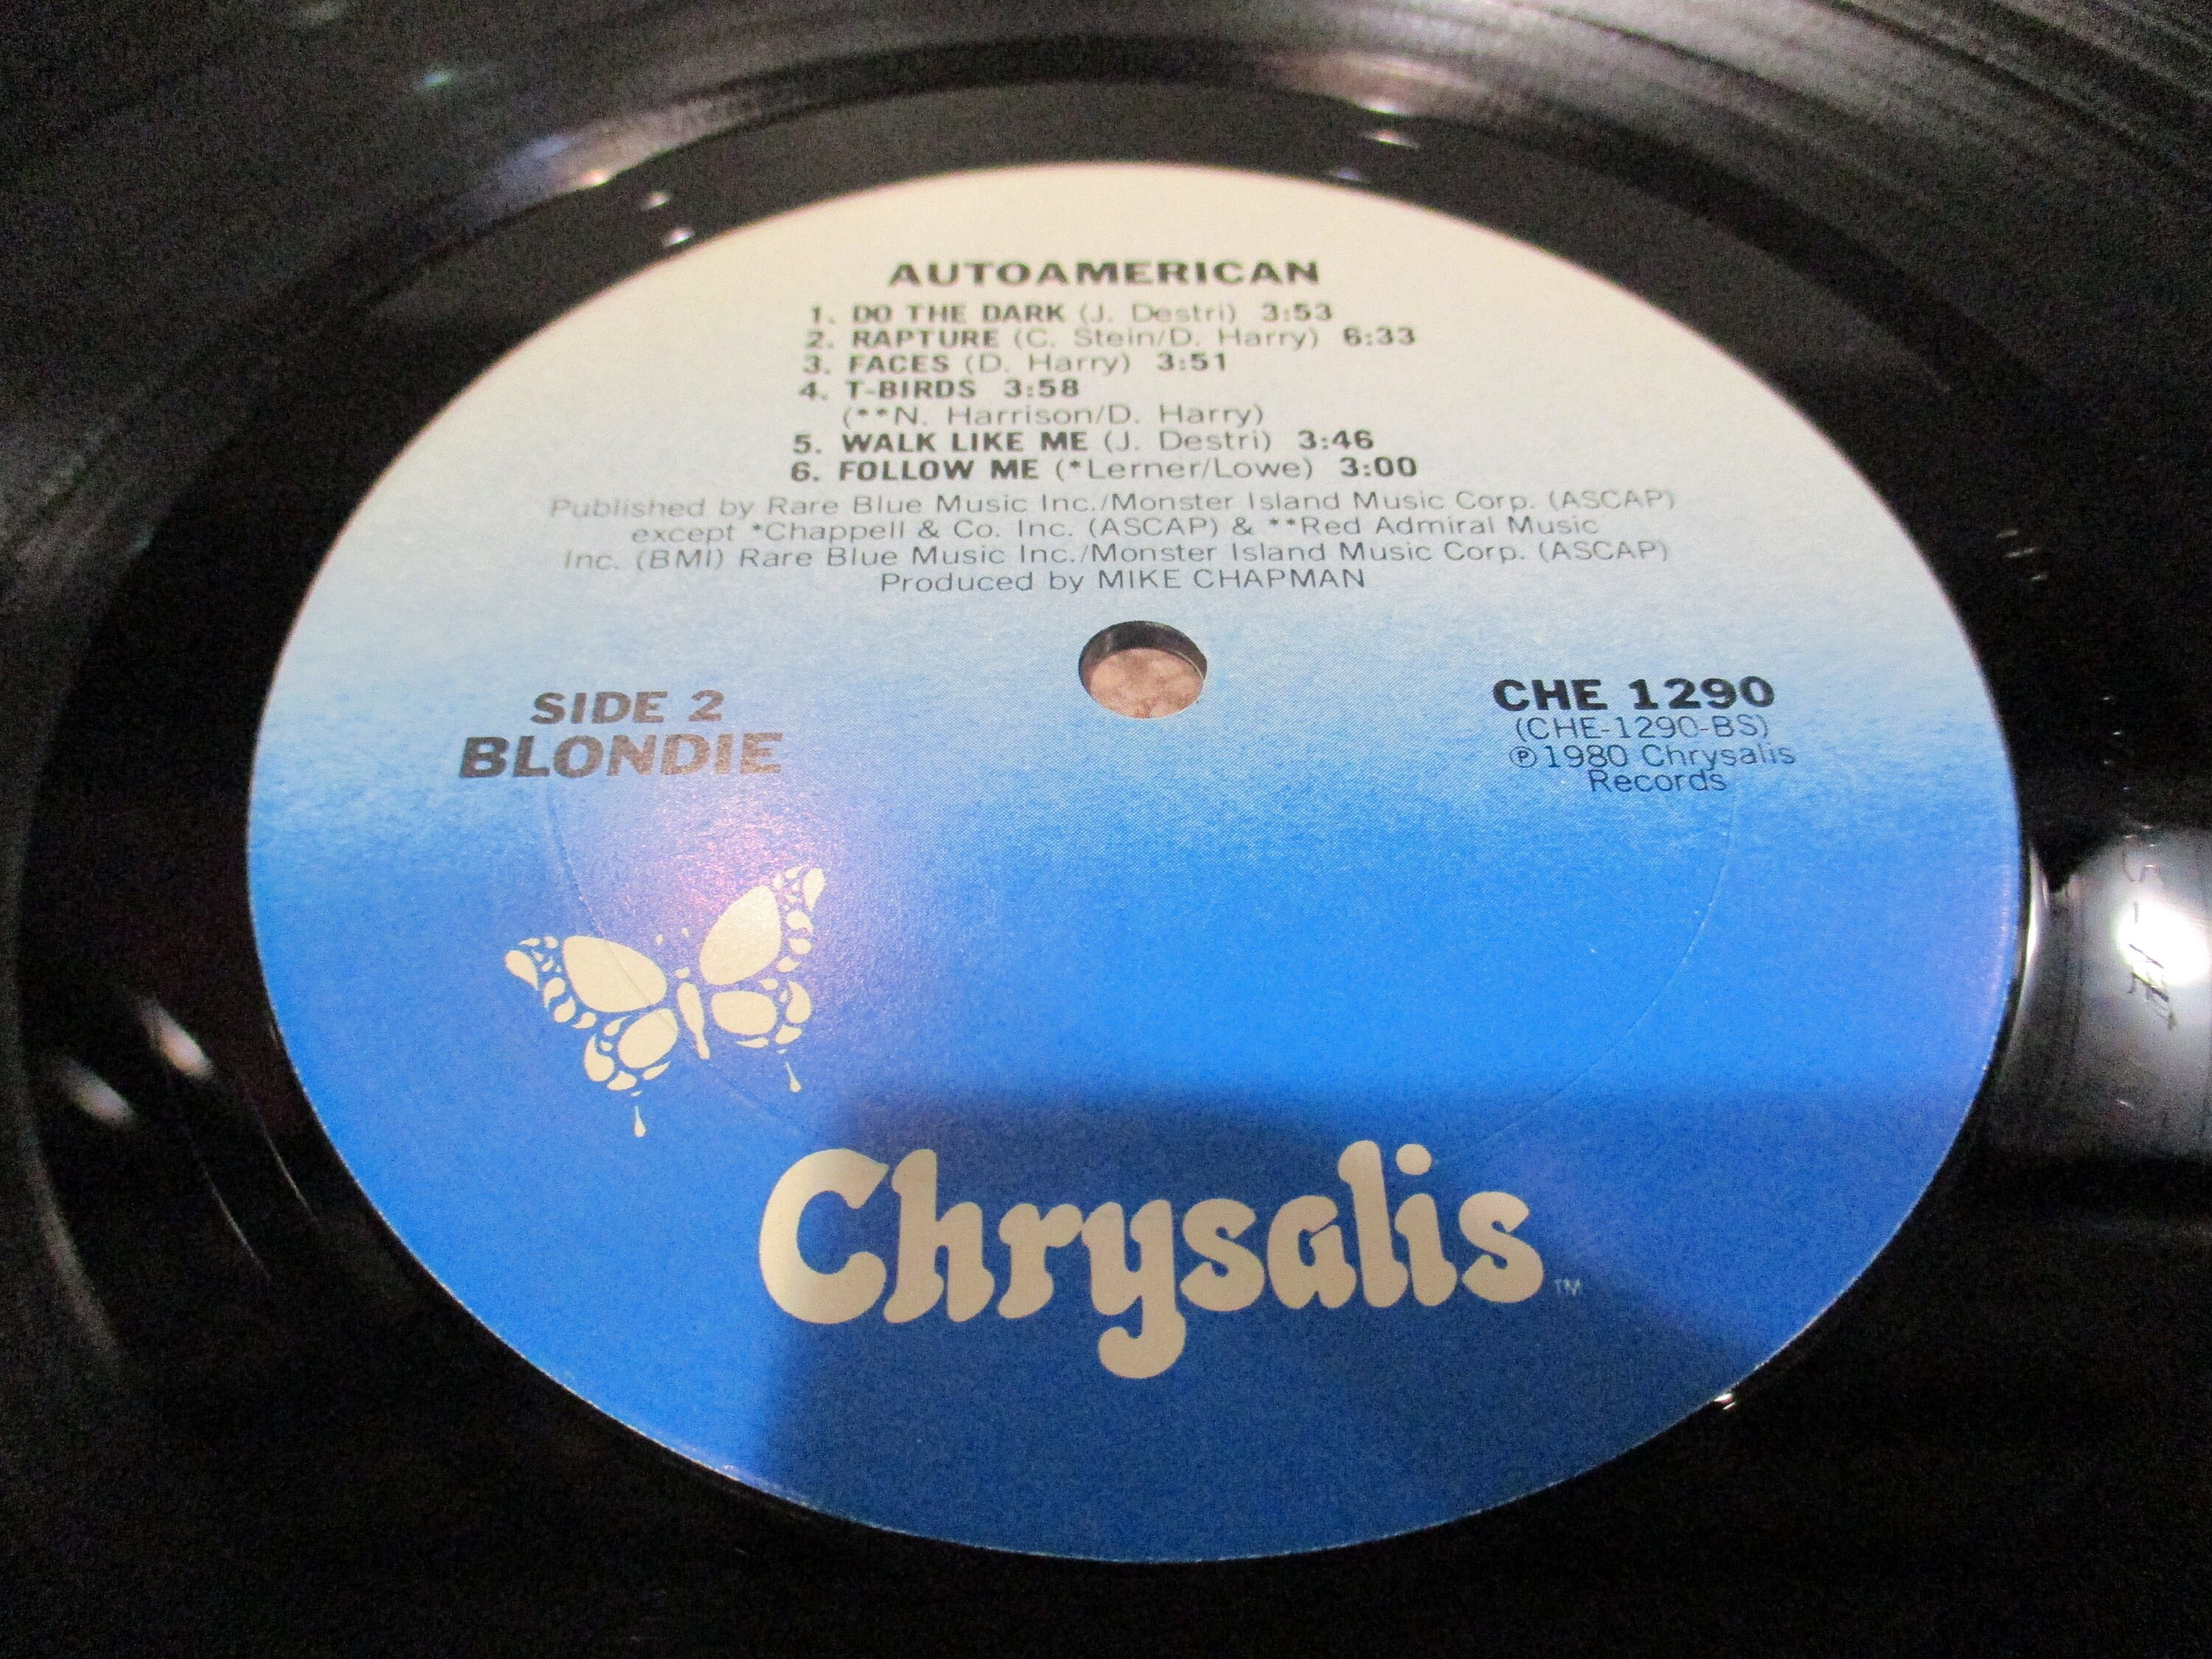 AUTOAMERICAN
1. DO THE DARK (J. Destri) 3:53
2. RAPTURE (C. Stein/D. Harry) 6:33
3. FACES (D. Harry) 3:51
4. T-BIRDS 3:58
(**N. Harrison/D. Harry)
5. WALK LIKE ME (J. Destri) 3:46
6. FOLLOW ME (*Lerner/Lowe) 3:00
Published by Rare Blue Music Inc./Monster Island Music Corp. (ASCAP)
except *Chappell & Co. Inc. (ASCAP) & **Red Admiral Music
Inc. (BMI) Rare Blue Music Inc./Monster Island Music Corp. (ASCAP)
Produced by MIKE CHAPMAN
SIDE 2
BLONDIE
CHE 1290
(CHE-1290-BS)
℗1980 Chrysalis
Records
Chrysalis TM